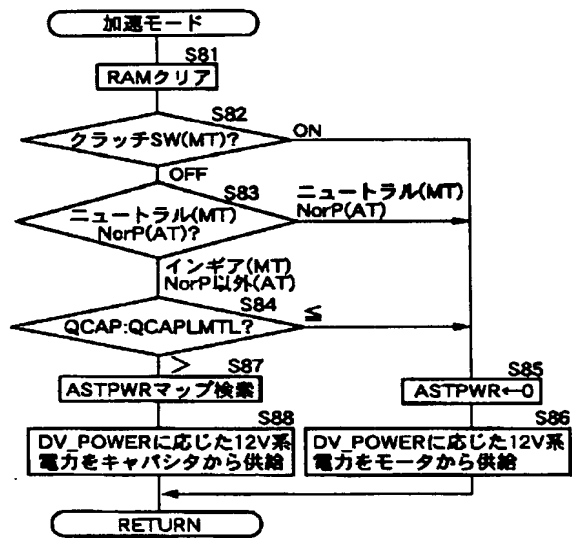 加速モード
S81
RAMクリア
S82
クラッチSW(MT)?
ON
OFF
S83
ニュートラル(MT)
NorP(AT)?
ニュートラル(MT)
NorP(AT)
インギア(MT)
NorP以外(AT)
S84
QCAP:QCAPLMTL?
≦
>
S87
ASTPWRマップ検索
S85
ASTPWR←0
S88
DV_POWERに応じた12V系
電力をキャパシタから供給
S86
DV_POWERに応じた12V系
電力をモータから供給
RETURN